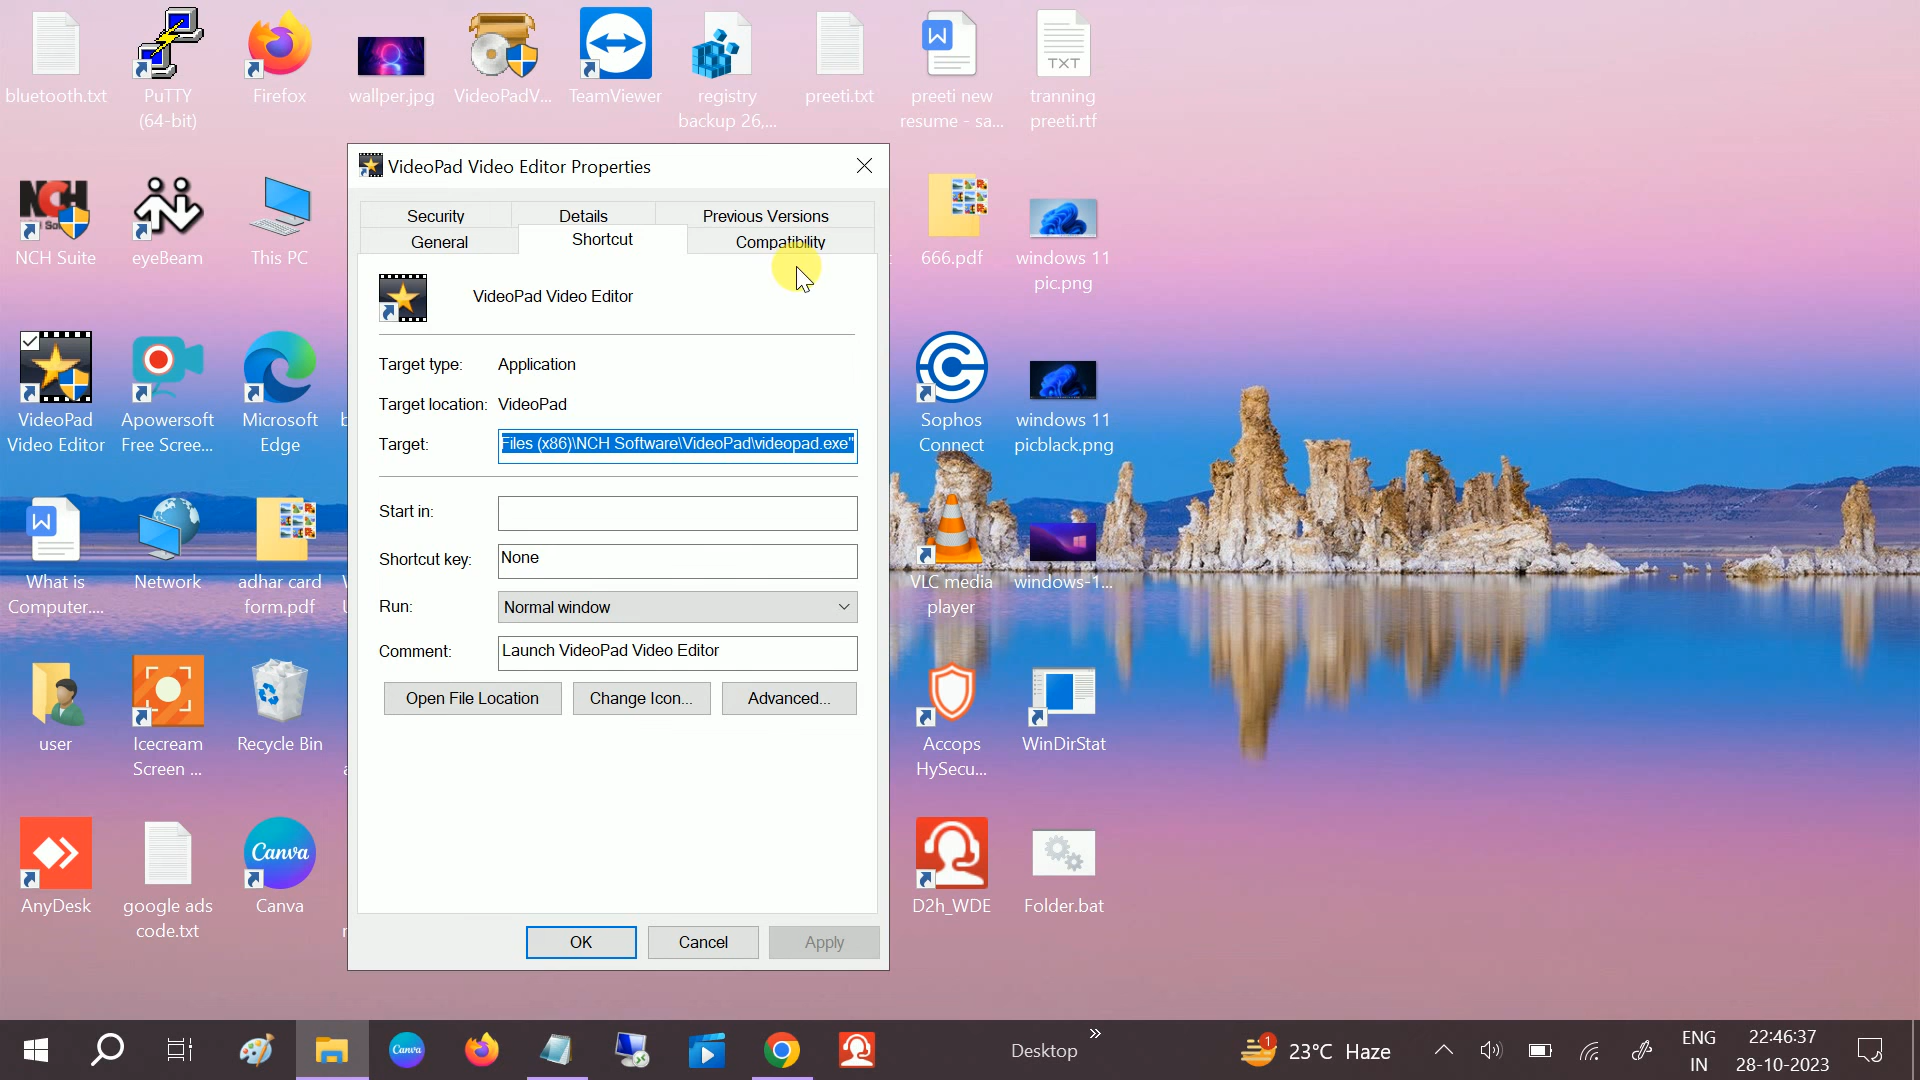 bluetooth.txt
PuTTY
(64-bit)
Firefox
wallper.jpg
VideoPadV...
TeamViewer
registry
backup 26,...
preeti.txt
preeti new
resume - sa...
TXT
tranning
preeti.rtf
NCH
NCH Suite
eyeBeam
This PC
666.pdf
windows 11
pic.png
VideoPad
Video Editor
Apowersoft
Free Scree...
Microsoft
Edge
Sophos
Connect
windows 11
picblack.png
What is
Computer....
Network
adhar card
form.pdf
VLC media
player
windows-1...
user
Icecream
Screen ...
Recycle Bin
Accops
HySecu...
WinDirStat
AnyDesk
google ads
code.txt
Canva
Canva
D2h_WDE
Folder.bat
VideoPad Video Editor Properties
Security
Details
Previous Versions
General
Shortcut
Compatibility
VideoPad Video Editor
Target type:
Application
Target location:
VideoPad
Target:
Files (x86)\NCH Software\VideoPad\videopad.exe"
Start in:
Shortcut key:
None
Run:
Normal window
Comment:
Launch VideoPad Video Editor
Open File Location
Change Icon...
Advanced...
OK
Cancel
Apply
Canva
Desktop
»
1
23°C Haze
ENG
IN
22:46:37
28-10-2023